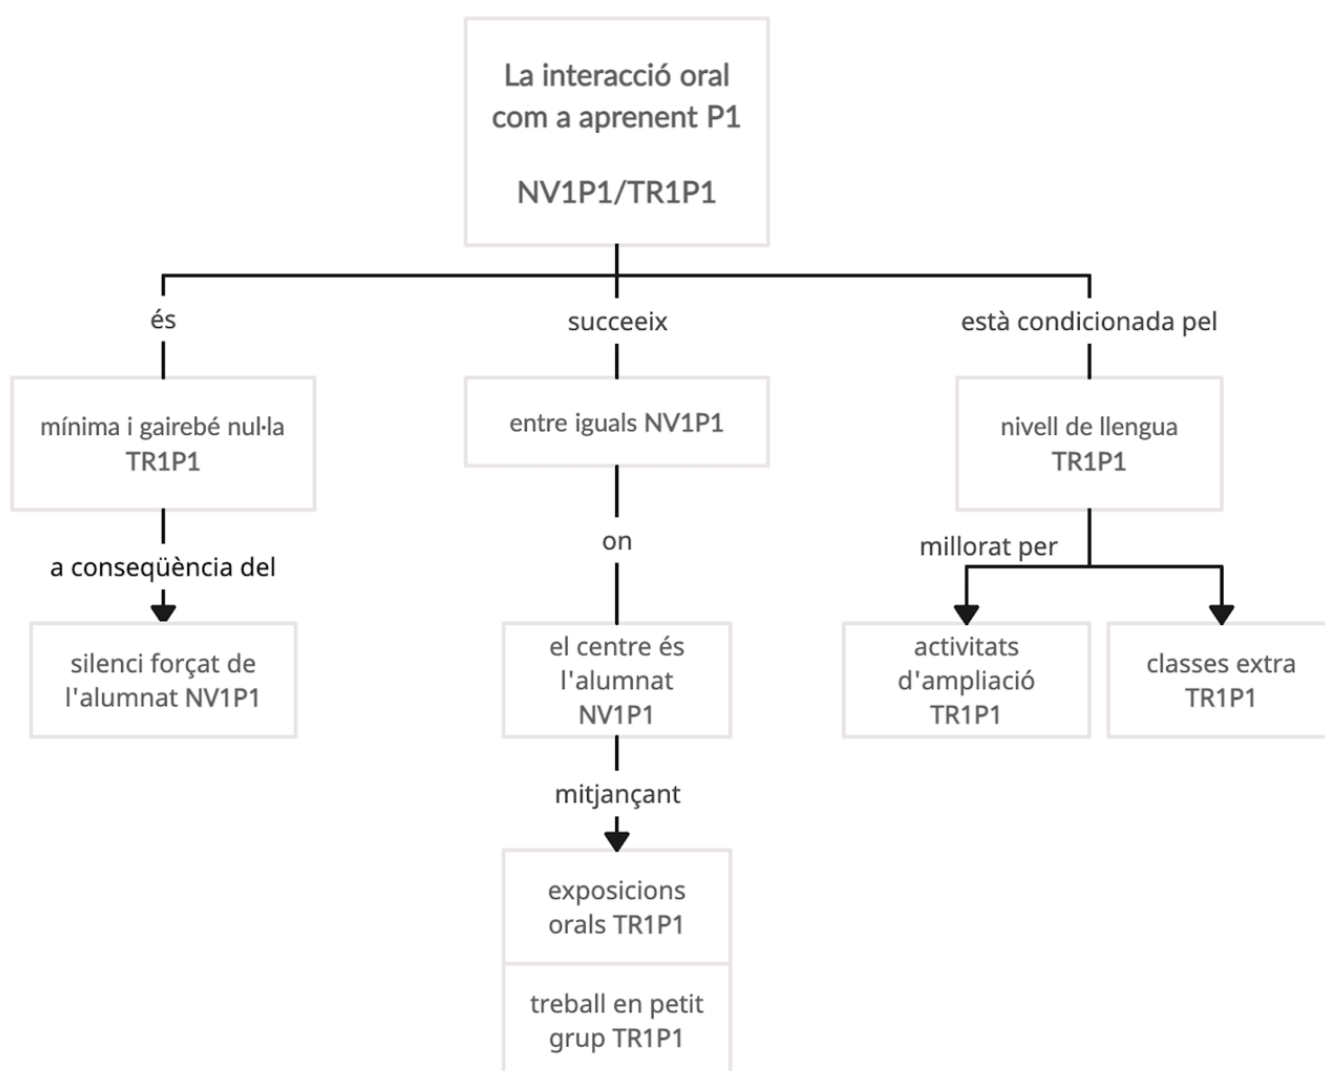 La interacció oral
com a aprenent P1
NV1P1/TR1P1
és
succeeix
està condicionada pel
mínima i gairebé nul·la
TR1P1
entre iguals NV1P1
nivell de llengua
TR1P1
a conseqüència del
on
millorat per
silenci forçat de
l'alumnat NV1P1
el centre és
l'alumnat
NV1P1
activitats
d'ampliació
TR1P1
classes extra
TR1P1
mitjançant
exposicions
orals TR1P1
treball en petit
grup TR1P1